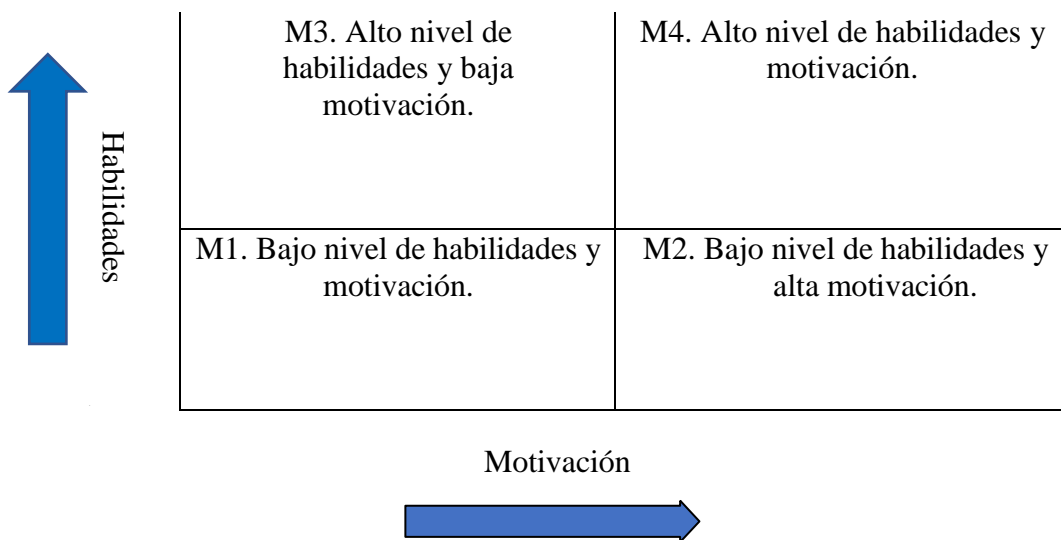 M3. Alto nivel de
habilidades y baja
motivación.
M4. Alto nivel de habilidades y
motivación.
Habilidades
M1. Bajo nivel de habilidades y
motivación.
M2. Bajo nivel de habilidades y
alta motivación.
Motivación